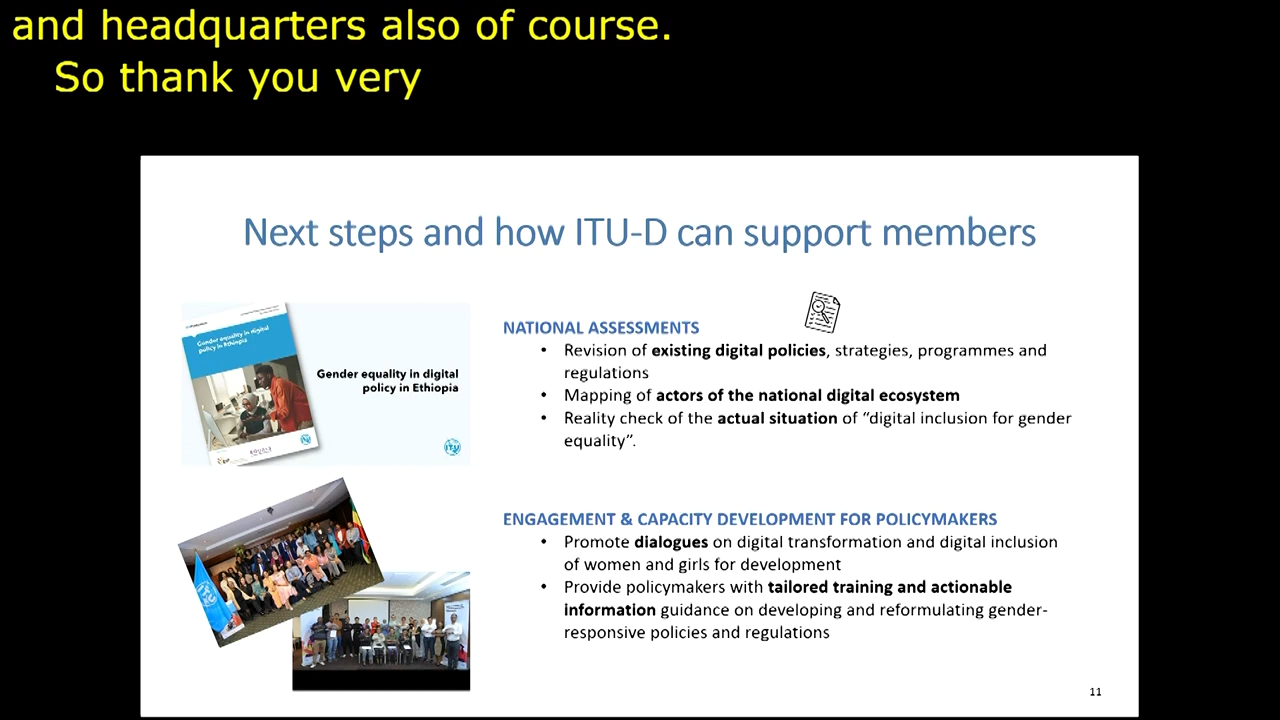 and headquarters also of course.
So thank you very
Next steps and how ITU-D can support members
Gender equality in digital
policy in Ethiopia
Gender equality in digital
policy in Ethiopia
NATIONAL ASSESSMENTS
• Revision of existing digital policies, strategies, programmes and
regulations
• Mapping of actors of the national digital ecosystem
• Reality check of the actual situation of “digital inclusion for gender
equality”.
ENGAGEMENT & CAPACITY DEVELOPMENT FOR POLICYMAKERS
• Promote dialogues on digital transformation and digital inclusion
of women and girls for development
• Provide policymakers with tailored training and actionable
information guidance on developing and reformulating gender-
responsive policies and regulations
11